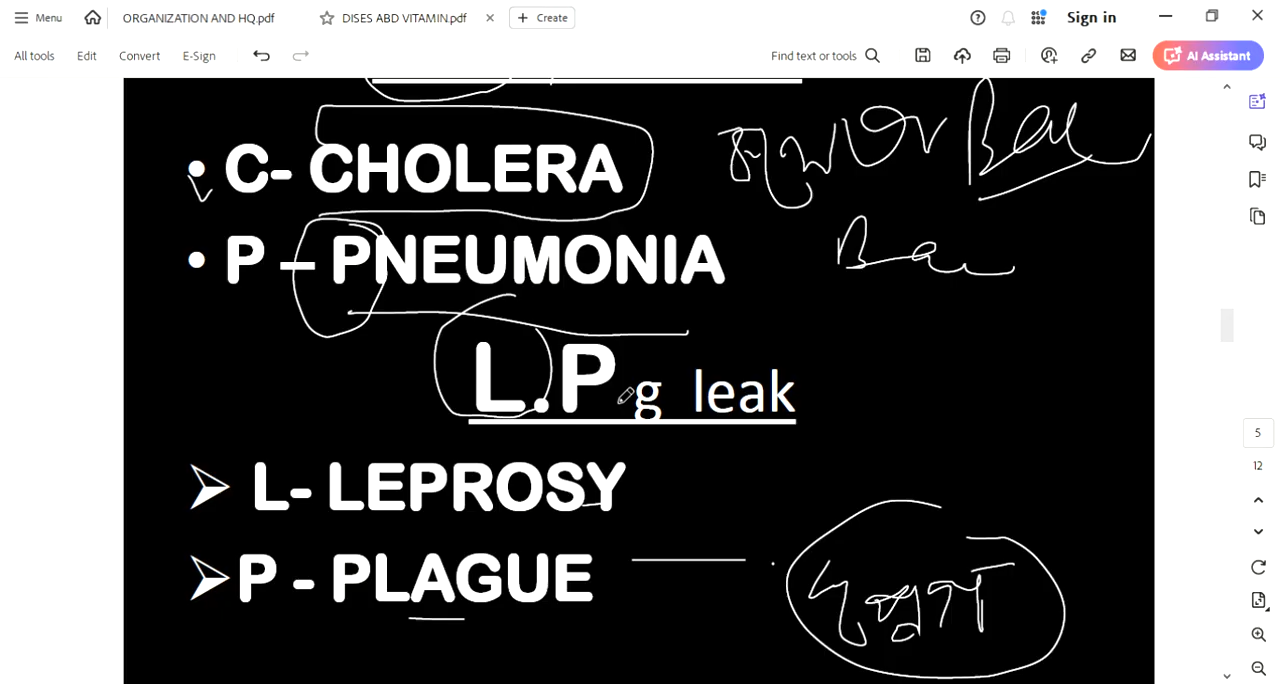 Menu ORGANIZATION AND HQ.pdf DISES ABD VITAMIN.pdf Create Sign in
All tools Edit Convert E-Sign Find text or tools AI Assistant
• C- CHOLERA
• P – PNEUMONIA
L.P g leak
L- LEPROSY
P - PLAGUE
5
12